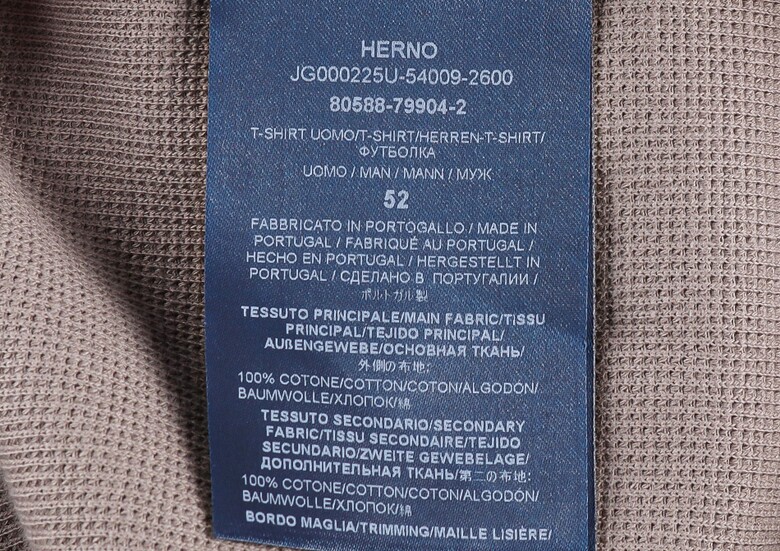 HERNO
JG000225U-54009-2600
80588-79904-2
T-SHIRT UOMO/T-SHIRT/HERREN-T-SHIRT/
ФУТБОЛКА
UOMO / MAN / MANN / МУЖ
52
FABBRICATO IN PORTOGALLO / MADE IN
PORTUGAL / FABRIQUÉ AU PORTUGAL /
HECHO EN PORTUGAL / HERGESTELLT IN
PORTUGAL / СДЕЛАНО В ПОРТУГАЛИИ /
ポルトガル製
TESSUTO PRINCIPALE/MAIN FABRIC/TISSU
PRINCIPAL/TEJIDO PRINCIPAL/
AUßENGEWEBE/ОСНОВНАЯ ТКАНЬ/
外側の布地:
100% COTONE/COTTON/COTON/ALGODÓN/
BAUMWOLLE/ХЛОПОК/綿
TESSUTO SECONDARIO/SECONDARY
FABRIC/TISSU SECONDAIRE/TEJIDO
SECUNDARIO/ZWEITE GEWEBELAGE/
ДОПОЛНИТЕЛЬНАЯ ТКАНЬ/第二の布地:
100% COTONE/COTTON/COTON/ALGODÓN/
BAUMWOLLE/ХЛОПОК/綿
BORDO MAGLIA/TRIMMING/MAILLE LISIÈRE/